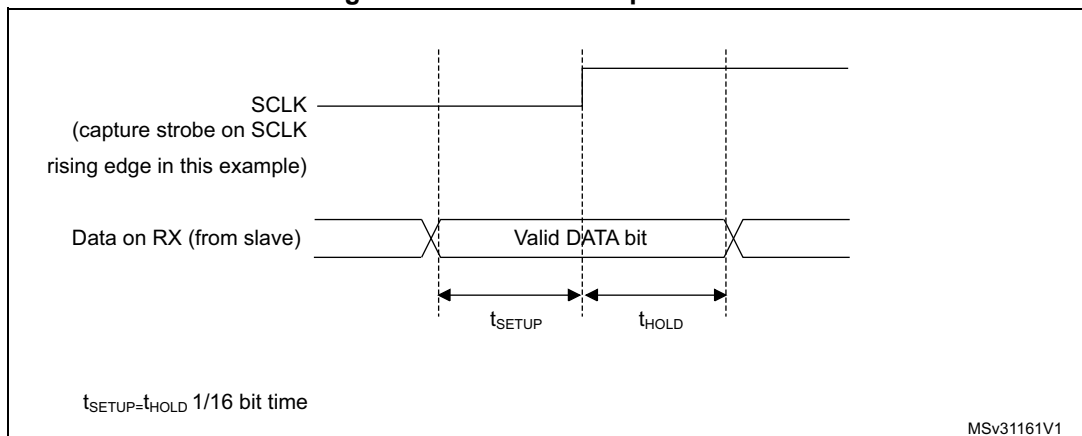 SCLK
(capture strobe on SCLK
rising edge in this example)
Data on RX (from slave)
Valid DATA bit
tSETUP
tHOLD
tSETUP=tHOLD 1/16 bit time
MSv31161V1